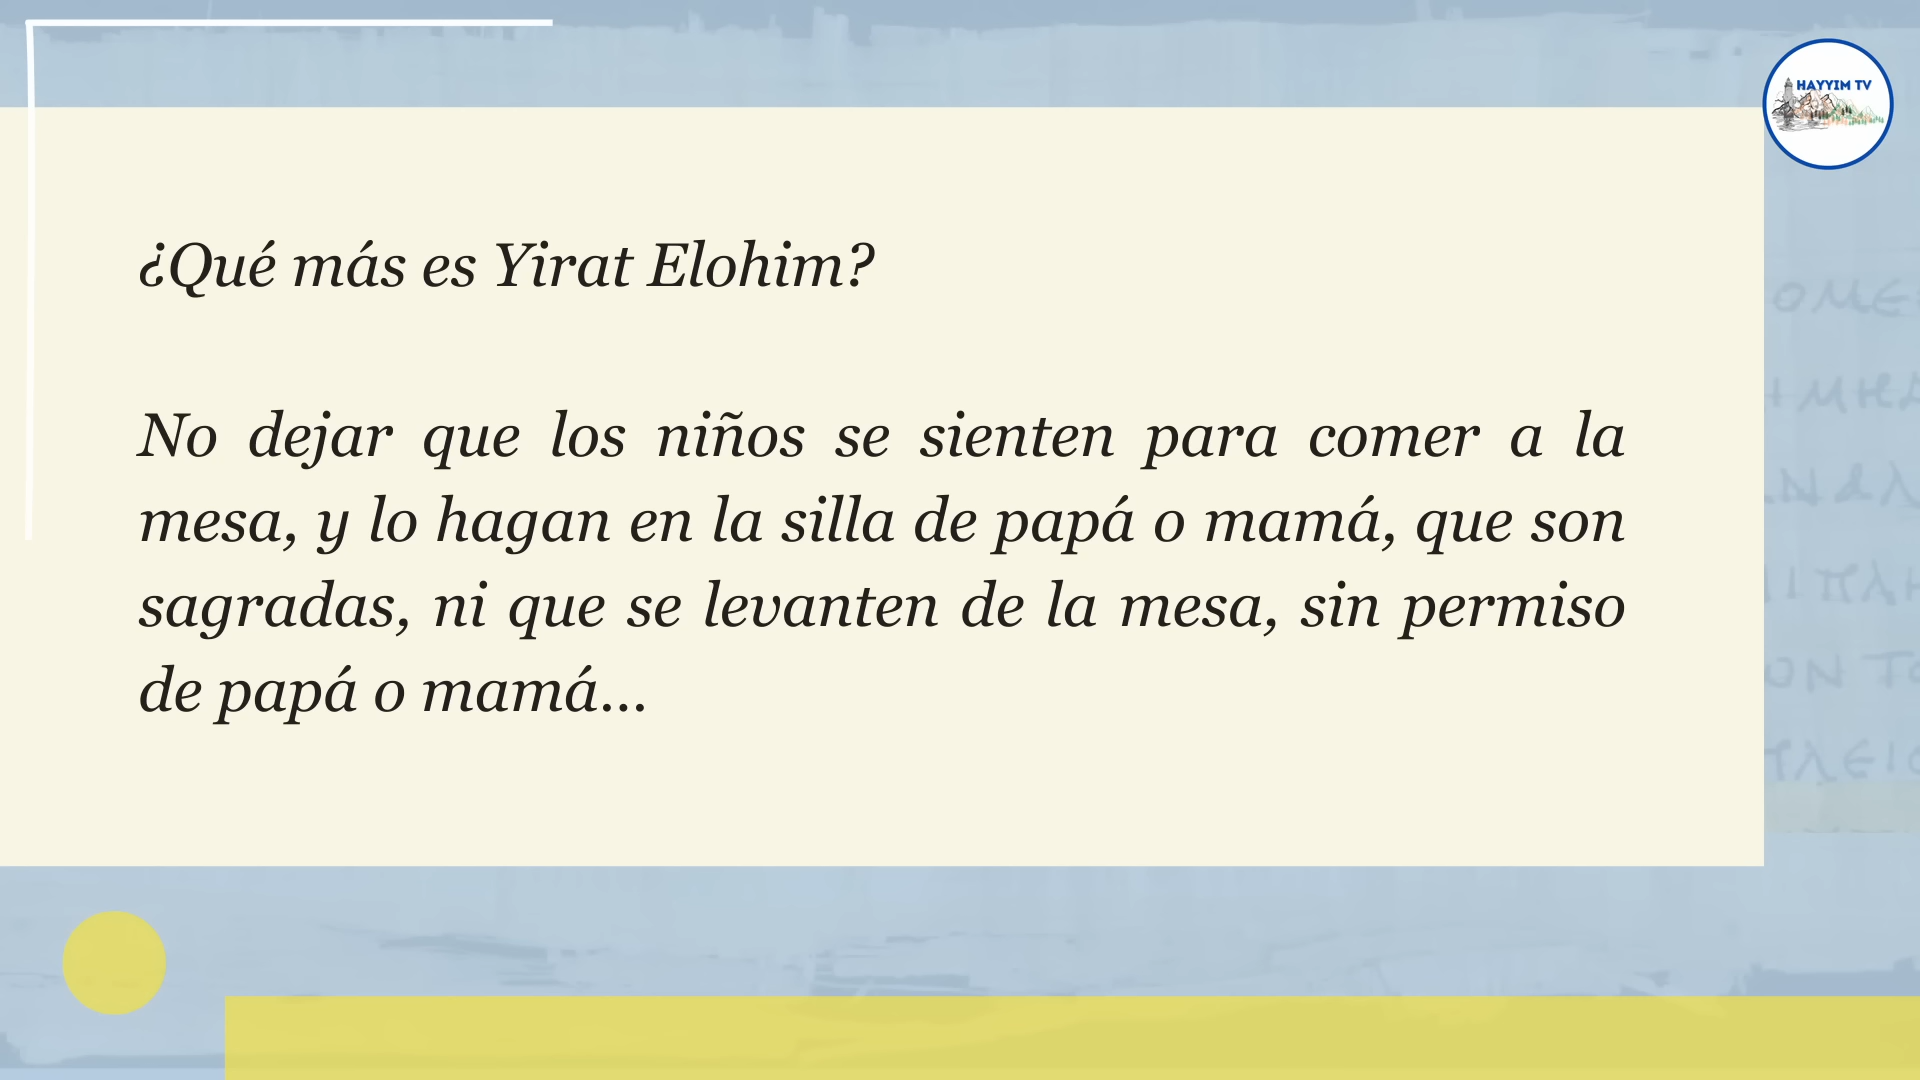 HAYYIM TV
¿Qué más es Yirat Elohim?
No dejar que los niños se sienten para comer a la
mesa, y lo hagan en la silla de papá o mamá, que son
sagradas, ni que se levanten de la mesa, sin permiso
de papá o mamá...